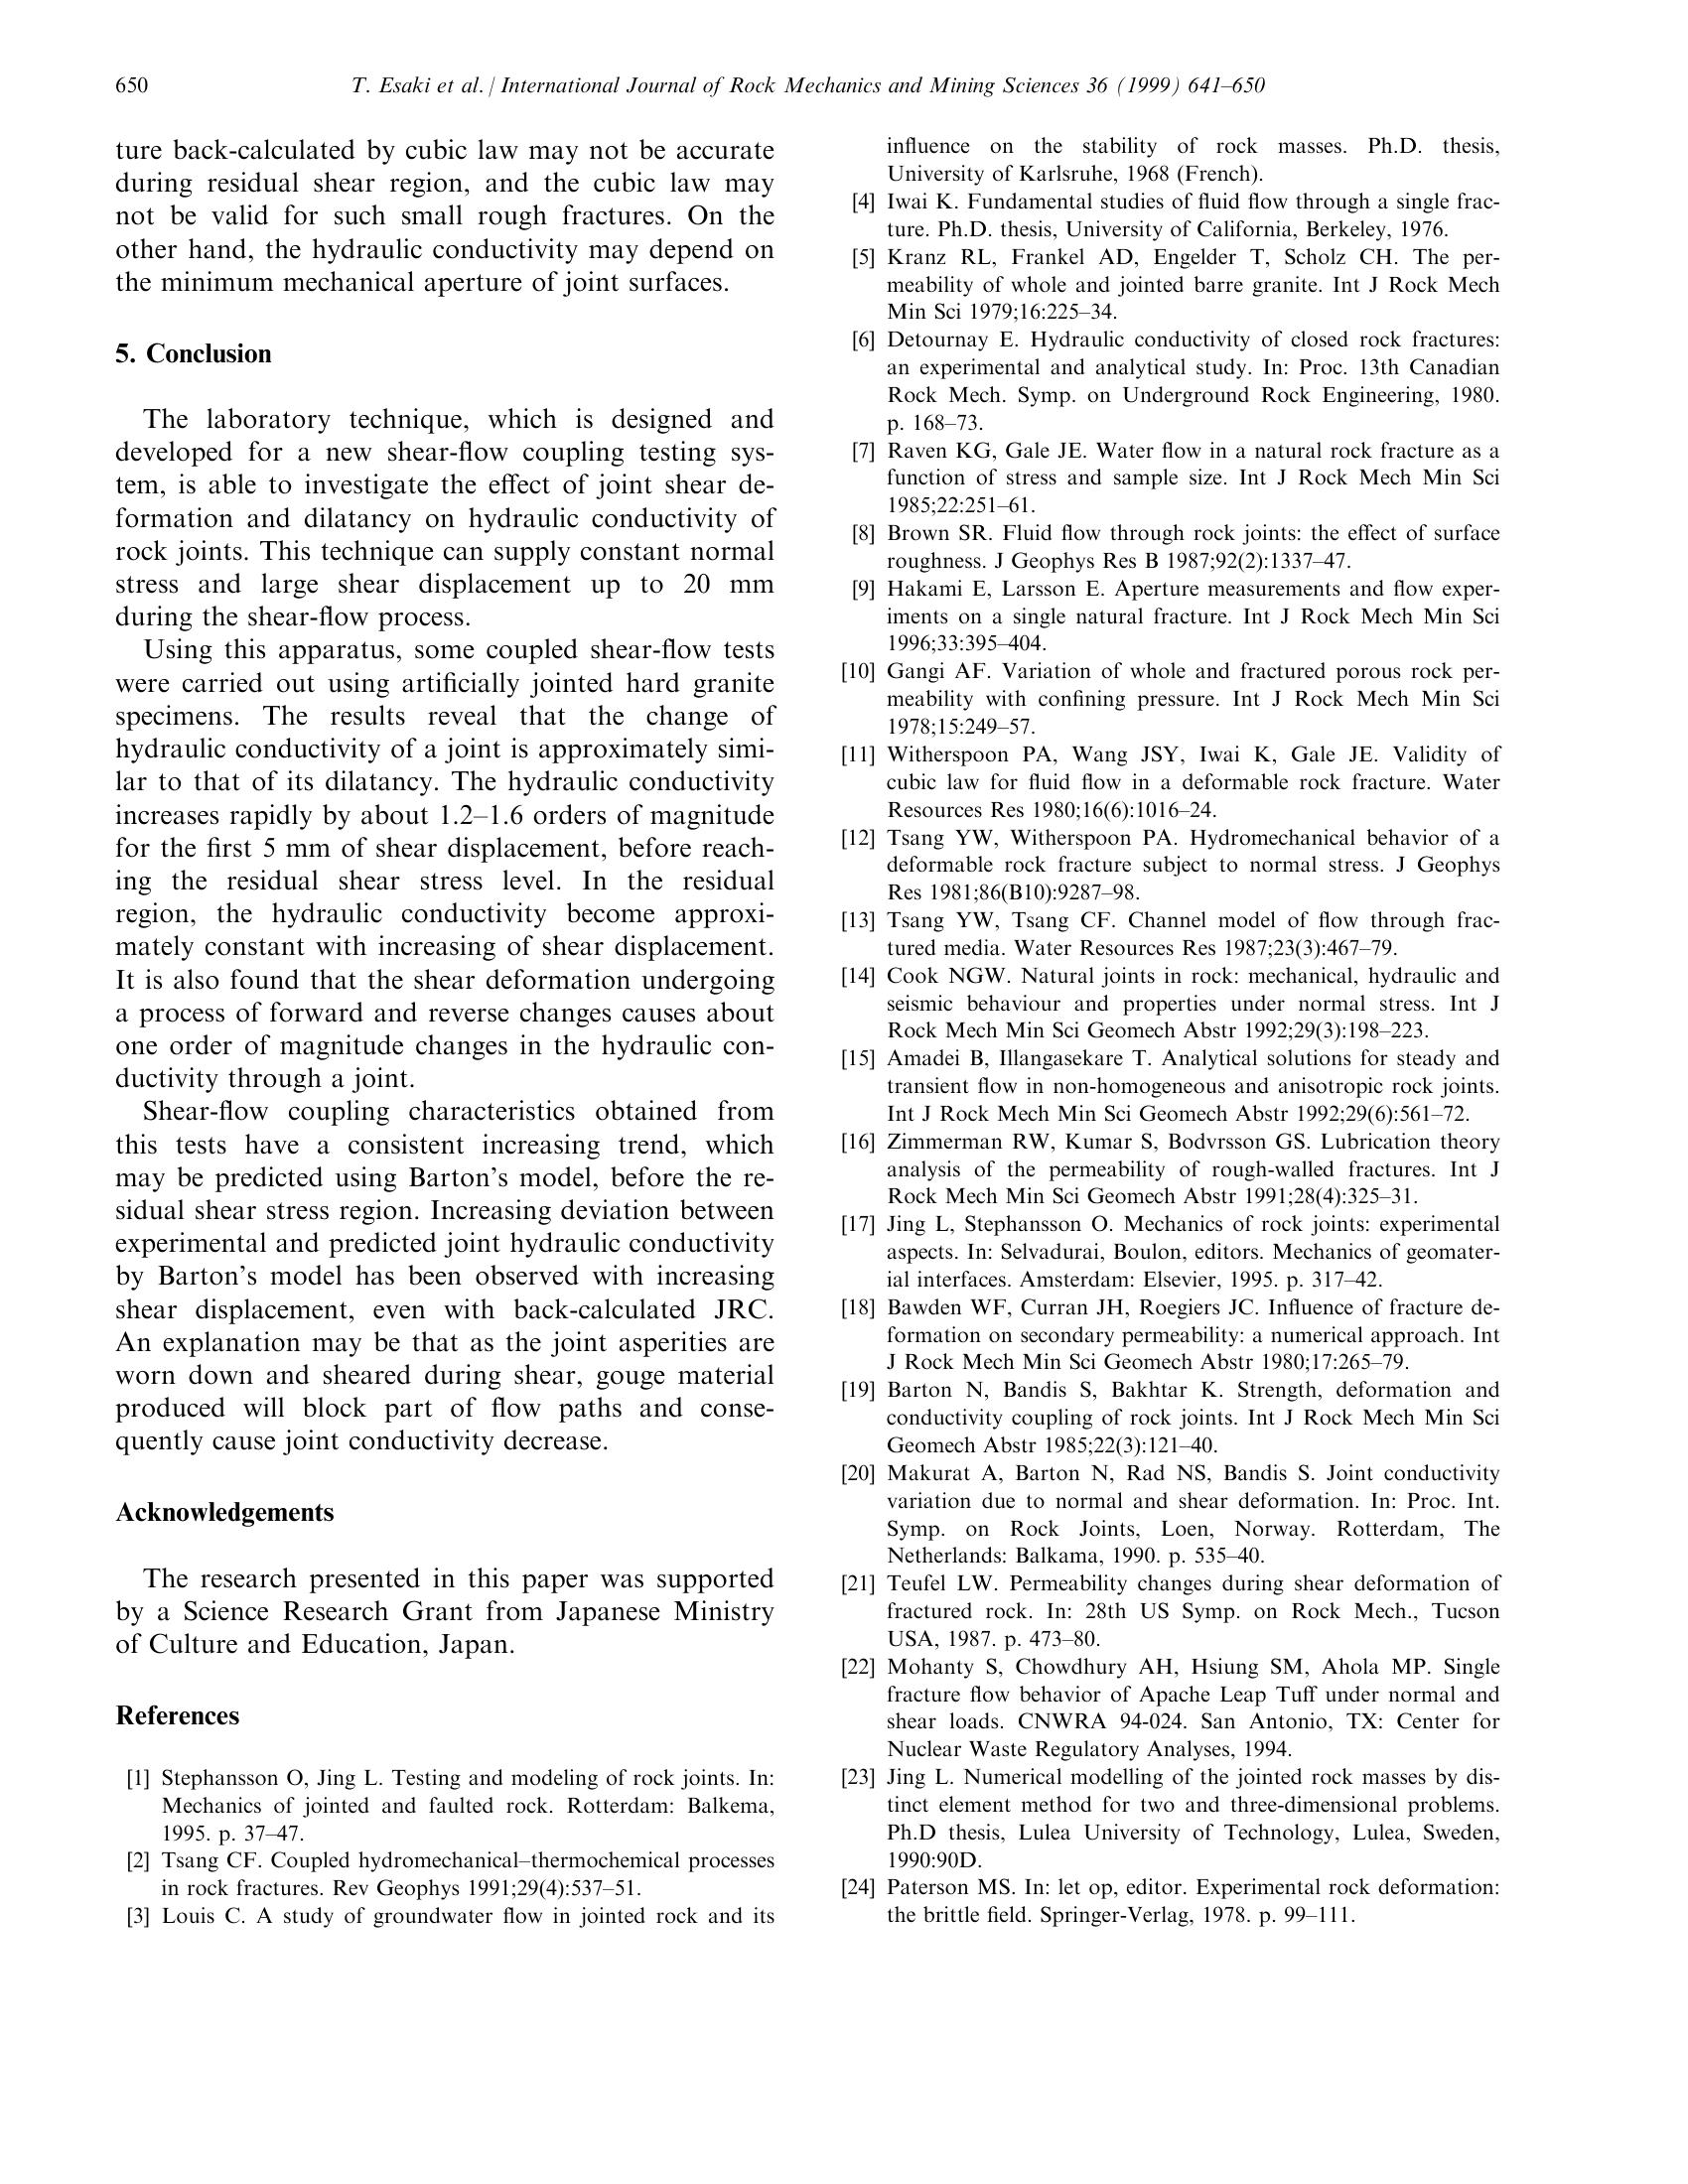 650
T. Esaki et al. / International Journal of Rock Mechanics and Mining Sciences 36 (1999) 641–650
ture back-calculated by cubic law may not be accurate
during residual shear region, and the cubic law may
not be valid for such small rough fractures. On the
other hand, the hydraulic conductivity may depend on
the minimum mechanical aperture of joint surfaces.
5. Conclusion
The laboratory technique, which is designed and
developed for a new shear-flow coupling testing sys-
tem, is able to investigate the effect of joint shear de-
formation and dilatancy on hydraulic conductivity of
rock joints. This technique can supply constant normal
stress and large shear displacement up to 20 mm
during the shear-flow process.
Using this apparatus, some coupled shear-flow tests
were carried out using artificially jointed hard granite
specimens. The results reveal that the change of
hydraulic conductivity of a joint is approximately simi-
lar to that of its dilatancy. The hydraulic conductivity
increases rapidly by about 1.2–1.6 orders of magnitude
for the first 5 mm of shear displacement, before reach-
ing the residual shear stress level. In the residual
region, the hydraulic conductivity become approxi-
mately constant with increasing of shear displacement.
It is also found that the shear deformation undergoing
a process of forward and reverse changes causes about
one order of magnitude changes in the hydraulic con-
ductivity through a joint.
Shear-flow coupling characteristics obtained from
this tests have a consistent increasing trend, which
may be predicted using Barton's model, before the re-
sidual shear stress region. Increasing deviation between
experimental and predicted joint hydraulic conductivity
by Barton's model has been observed with increasing
shear displacement, even with back-calculated JRC.
An explanation may be that as the joint asperities are
worn down and sheared during shear, gouge material
produced will block part of flow paths and conse-
quently cause joint conductivity decrease.
Acknowledgements
The research presented in this paper was supported
by a Science Research Grant from Japanese Ministry
of Culture and Education, Japan.
References
[1] Stephansson O, Jing L. Testing and modeling of rock joints. In:
Mechanics of jointed and faulted rock. Rotterdam: Balkema,
1995. p. 37–47.
[2] Tsang CF. Coupled hydromechanical–thermochemical processes
in rock fractures. Rev Geophys 1991;29(4):537–51.
[3] Louis C. A study of groundwater flow in jointed rock and its
influence on the stability of rock masses. Ph.D. thesis,
University of Karlsruhe, 1968 (French).
[4] Iwai K. Fundamental studies of fluid flow through a single frac-
ture. Ph.D. thesis, University of California, Berkeley, 1976.
[5] Kranz RL, Frankel AD, Engelder T, Scholz CH. The per-
meability of whole and jointed barre granite. Int J Rock Mech
Min Sci 1979;16:225–34.
[6] Detournay E. Hydraulic conductivity of closed rock fractures:
an experimental and analytical study. In: Proc. 13th Canadian
Rock Mech. Symp. on Underground Rock Engineering, 1980.
p. 168–73.
[7] Raven KG, Gale JE. Water flow in a natural rock fracture as a
function of stress and sample size. Int J Rock Mech Min Sci
1985;22:251–61.
[8] Brown SR. Fluid flow through rock joints: the effect of surface
roughness. J Geophys Res B 1987;92(2):1337–47.
[9] Hakami E, Larsson E. Aperture measurements and flow exper-
iments on a single natural fracture. Int J Rock Mech Min Sci
1996;33:395–404.
[10] Gangi AF. Variation of whole and fractured porous rock per-
meability with confining pressure. Int J Rock Mech Min Sci
1978;15:249–57.
[11] Witherspoon PA, Wang JSY, Iwai K, Gale JE. Validity of
cubic law for fluid flow in a deformable rock fracture. Water
Resources Res 1980;16(6):1016–24.
[12] Tsang YW, Witherspoon PA. Hydromechanical behavior of a
deformable rock fracture subject to normal stress. J Geophys
Res 1981;86(B10):9287–98.
[13] Tsang YW, Tsang CF. Channel model of flow through frac-
tured media. Water Resources Res 1987;23(3):467–79.
[14] Cook NGW. Natural joints in rock: mechanical, hydraulic and
seismic behaviour and properties under normal stress. Int J
Rock Mech Min Sci Geomech Abstr 1992;29(3):198–223.
[15] Amadei B, Illangasekare T. Analytical solutions for steady and
transient flow in non-homogeneous and anisotropic rock joints.
Int J Rock Mech Min Sci Geomech Abstr 1992;29(6):561–72.
[16] Zimmerman RW, Kumar S, Bodvrsson GS. Lubrication theory
analysis of the permeability of rough-walled fractures. Int J
Rock Mech Min Sci Geomech Abstr 1991;28(4):325–31.
[17] Jing L, Stephansson O. Mechanics of rock joints: experimental
aspects. In: Selvadurai, Boulon, editors. Mechanics of geomater-
ial interfaces. Amsterdam: Elsevier, 1995. p. 317–42.
[18] Bawden WF, Curran JH, Roegiers JC. Influence of fracture de-
formation on secondary permeability: a numerical approach. Int
J Rock Mech Min Sci Geomech Abstr 1980;17:265–79.
[19] Barton N, Bandis S, Bakhtar K. Strength, deformation and
conductivity coupling of rock joints. Int J Rock Mech Min Sci
Geomech Abstr 1985;22(3):121–40.
[20] Makurat A, Barton N, Rad NS, Bandis S. Joint conductivity
variation due to normal and shear deformation. In: Proc. Int.
Symp. on Rock Joints, Loen, Norway. Rotterdam, The
Netherlands: Balkama, 1990. p. 535–40.
[21] Teufel LW. Permeability changes during shear deformation of
fractured rock. In: 28th US Symp. on Rock Mech., Tucson
USA, 1987. p. 473–80.
[22] Mohanty S, Chowdhury AH, Hsiung SM, Ahola MP. Single
fracture flow behavior of Apache Leap Tuff under normal and
shear loads. CNWRA 94-024. San Antonio, TX: Center for
Nuclear Waste Regulatory Analyses, 1994.
[23] Jing L. Numerical modelling of the jointed rock masses by dis-
tinct element method for two and three-dimensional problems.
Ph.D thesis, Lulea University of Technology, Lulea, Sweden,
1990:90D.
[24] Paterson MS. In: let op, editor. Experimental rock deformation:
the brittle field. Springer-Verlag, 1978. p. 99–111.